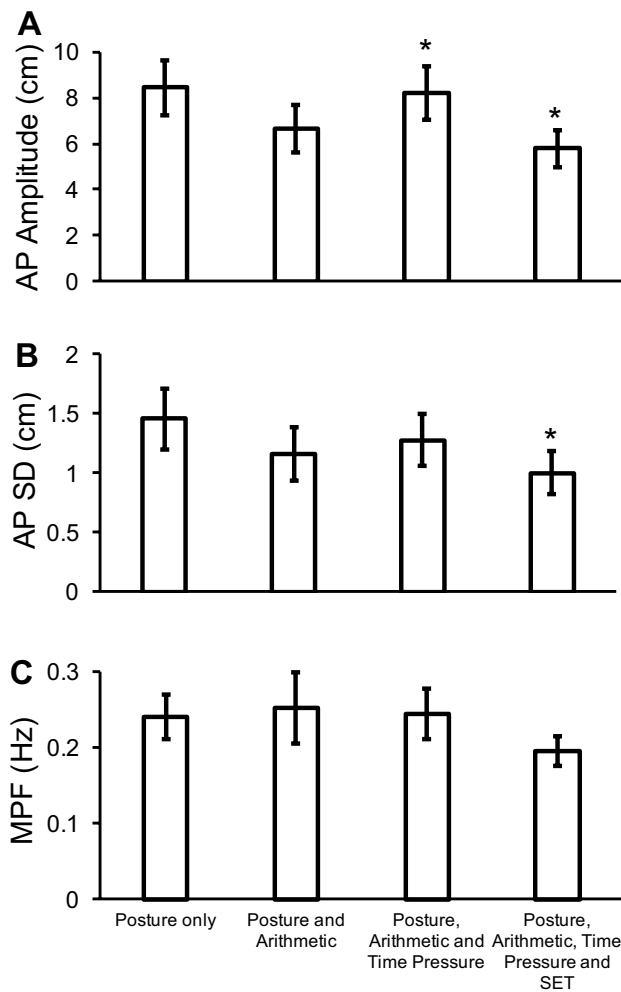 A
AP Amplitude (cm)
10
8
6
4
2
0
*
*
B
AP SD (cm)
2
1.5
1
0.5
0
*
C
MPF (Hz)
0.3
0.2
0.1
0
Posture only
Posture and
Arithmetic
Posture,
Arithmetic and
Time Pressure
Posture,
Arithmetic, Time
Pressure and
SET